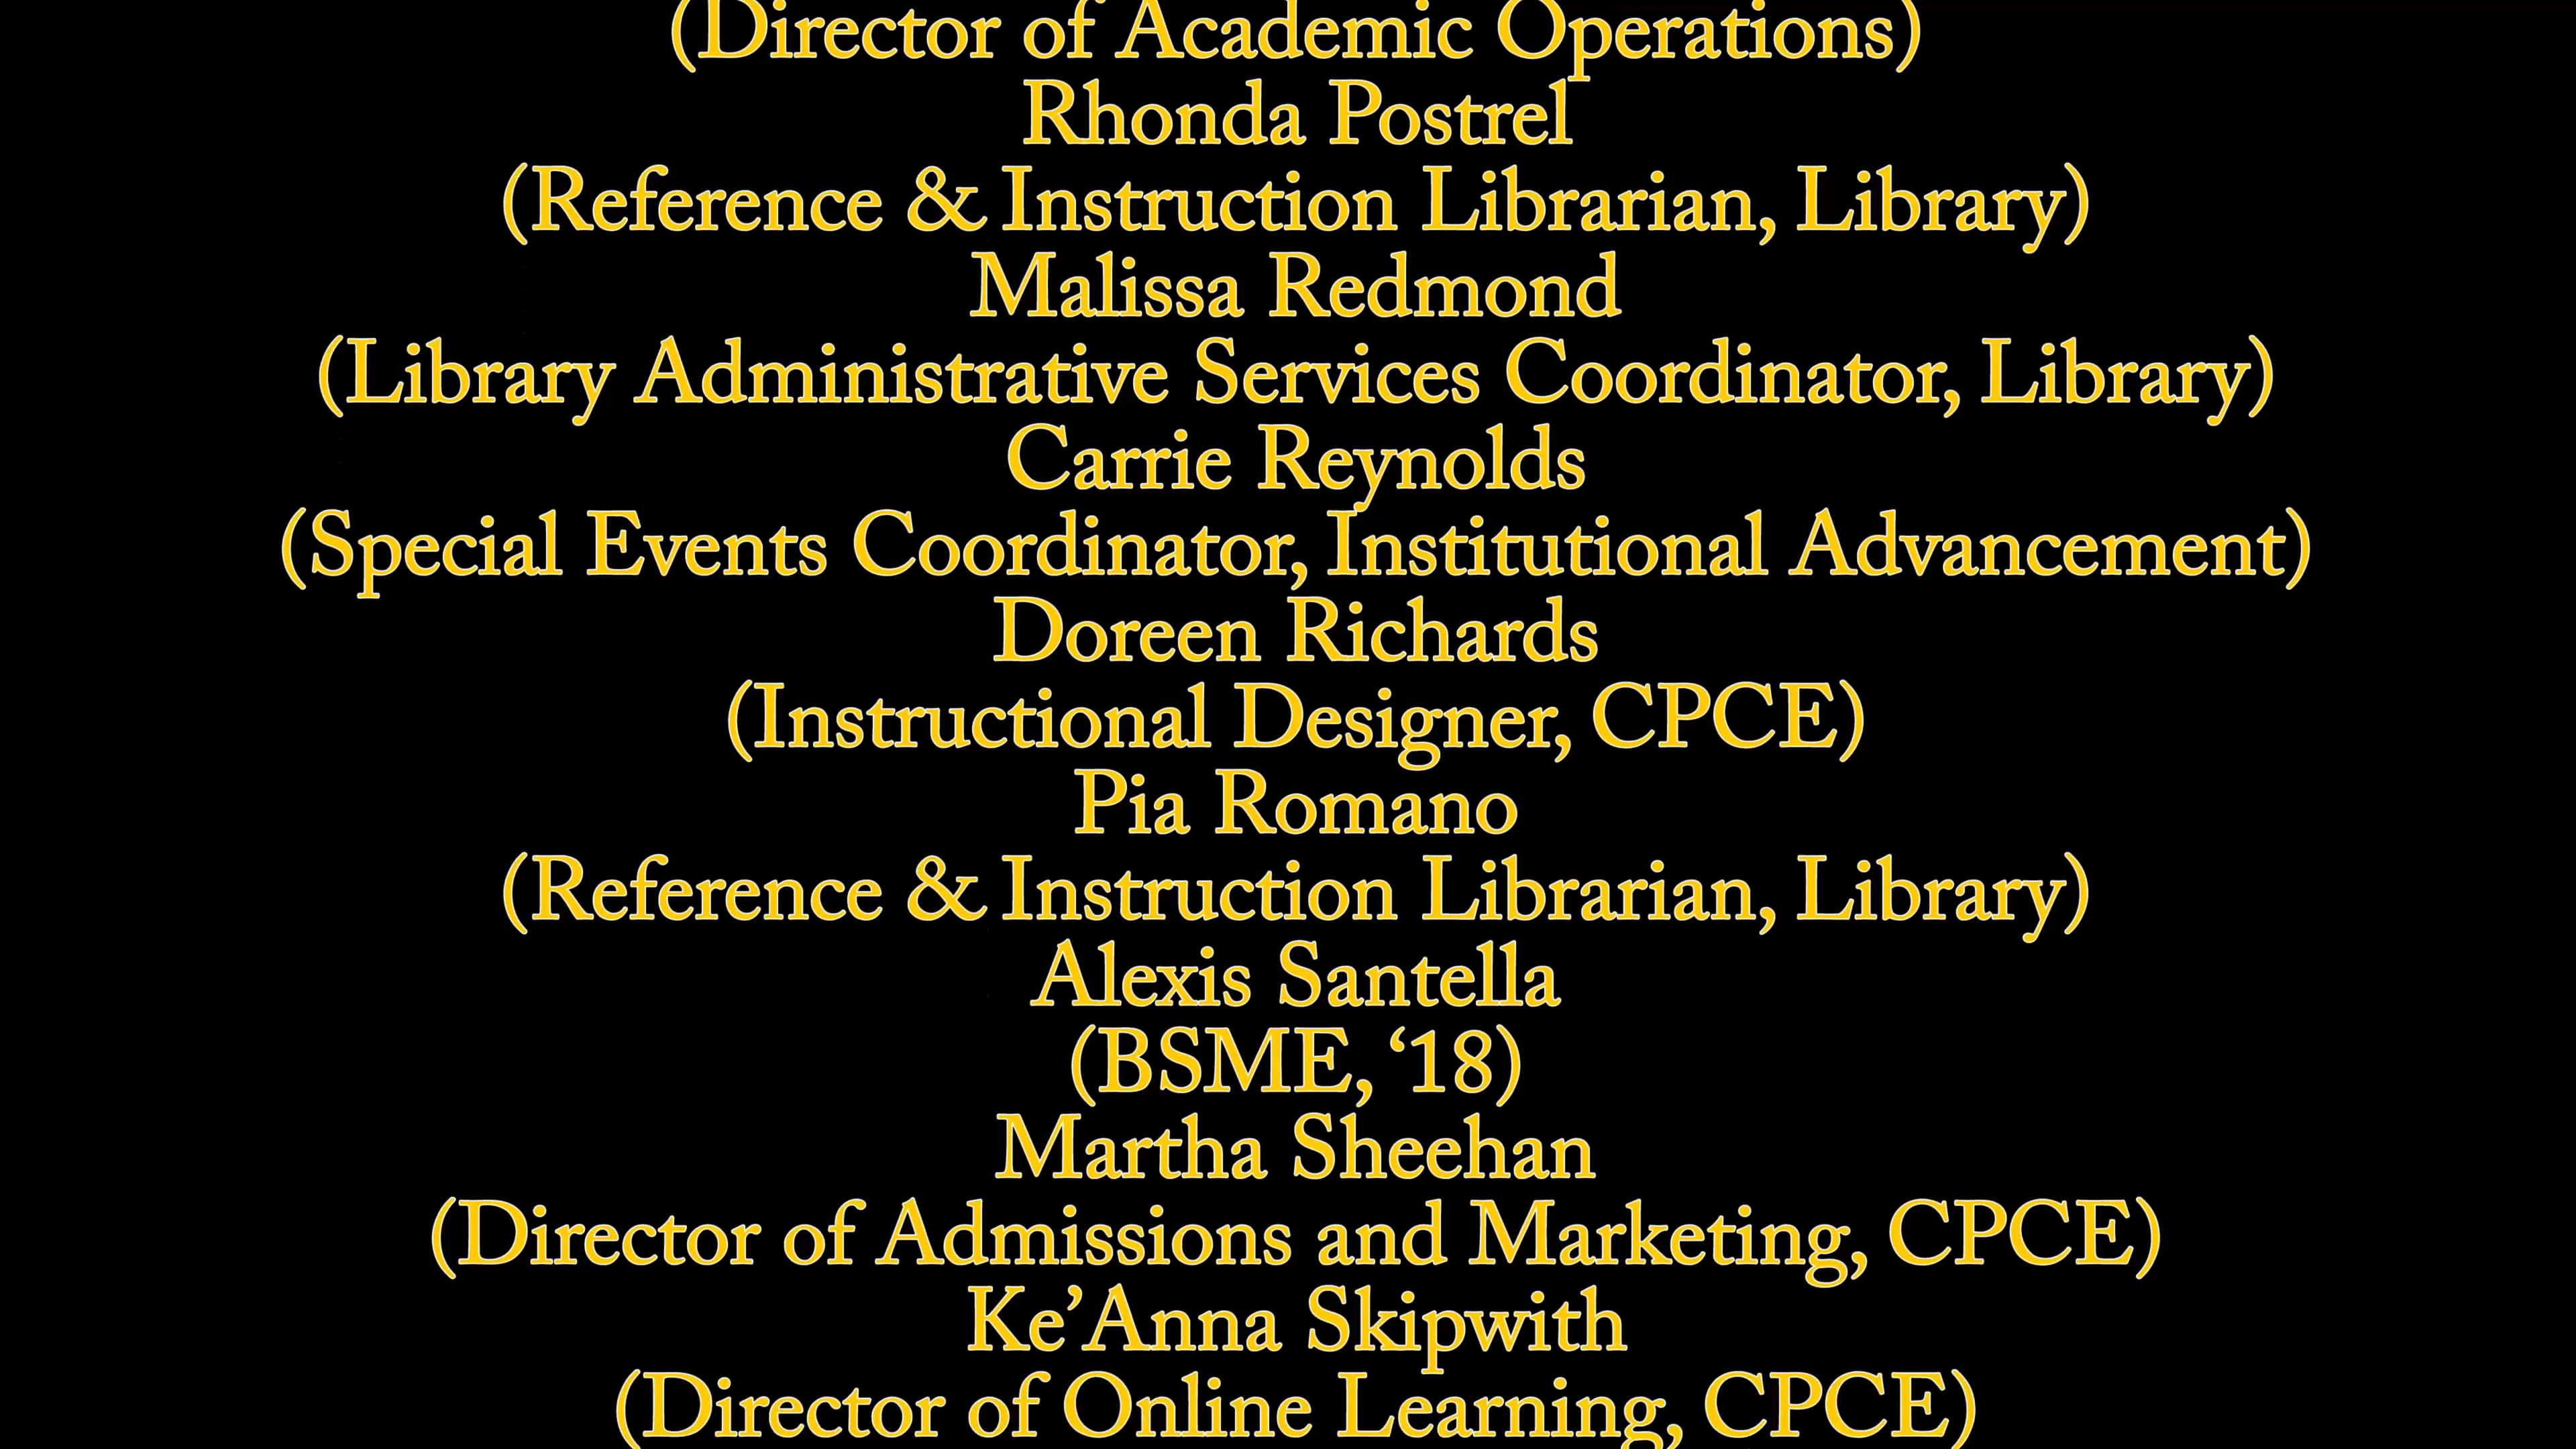 (Director of Academic Operations)
Rhonda Postrel
(Reference & Instruction Librarian, Library)
Malissa Redmond
(Library Administrative Services Coordinator, Library)
Carrie Reynolds
(Special Events Coordinator, Institutional Advancement)
Doreen Richards
(Instructional Designer, CPCE)
Pia Romano
(Reference & Instruction Librarian, Library)
Alexis Santella
(BSME, ‘18)
Martha Sheehan
(Director of Admissions and Marketing, CPCE)
Ke’Anna Skipwith
(Director of Online Learning, CPCE)